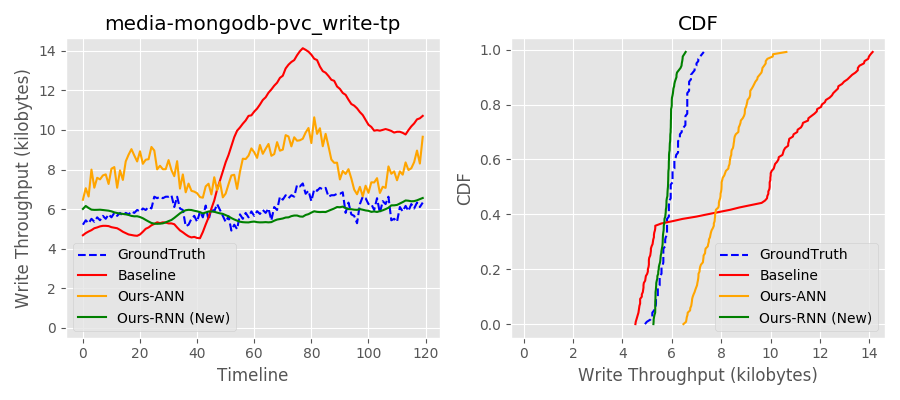 media-mongodb-pvc_write-tp
Write Throughput (kilobytes)
14
12
10
8
6
4
2
0
GroundTruth
Baseline
Ours-ANN
Ours-RNN (New)
0 20 40 60 80 100 120
Timeline
CDF
CDF
1.0
0.8
0.6
0.4
0.2
0.0
GroundTruth
Baseline
Ours-ANN
Ours-RNN (New)
0 2 4 6 8 10 12 14
Write Throughput (kilobytes)